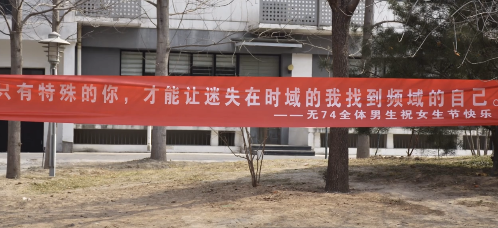 只有特殊的你，才能让迷失在时域的我找到频域的自己。
——无74全体男生祝女生节快乐